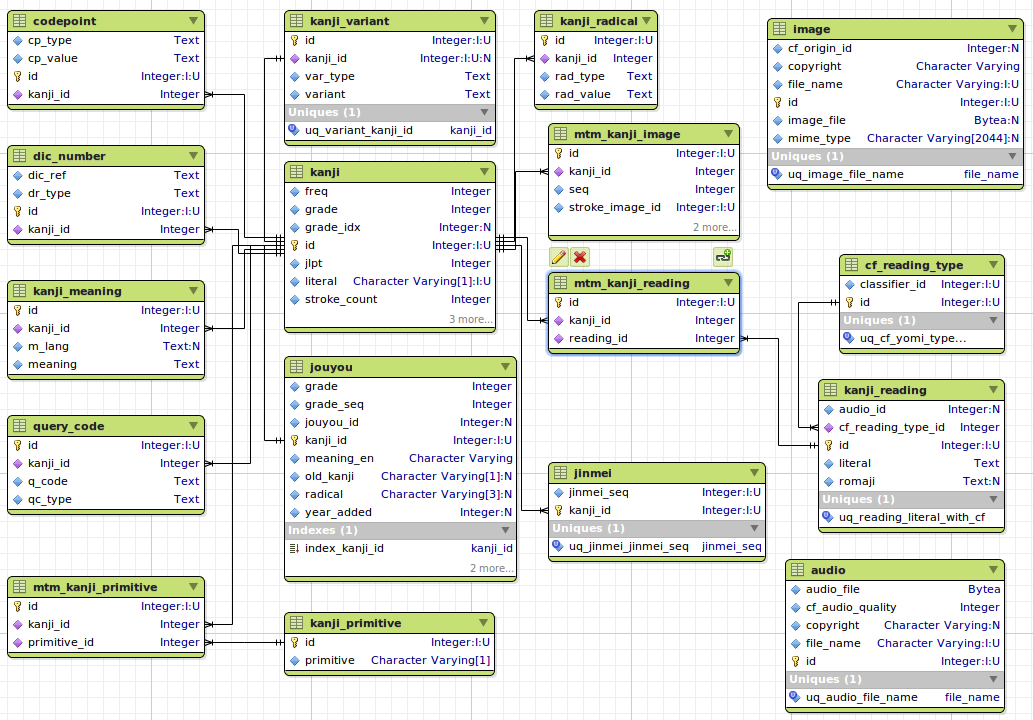 codepoint
cp_type Text
cp_value Text
id Integer:I:U
kanji_id Integer
dic_number
dic_ref Text
dr_type Text
id Integer:I:U
kanji_id Integer
kanji_meaning
id Integer:I:U
kanji_id Integer
m_lang Text:N
meaning Text
query_code
id Integer:I:U
kanji_id Integer
q_code Text
qc_type Text
mtm_kanji_primitive
id Integer:I:U
kanji_id Integer
primitive_id Integer
kanji_variant
id Integer:I:U
kanji_id Integer:I:U:N
var_type Text
variant Text
Uniques (1)
uq_variant_kanji_id kanji_id
kanji
freq Integer
grade Integer
grade_idx Integer:N
id Integer:I:U
jlpt Integer
literal Character Varying[1]:I:U
stroke_count Integer
3 more...
jouyou
grade Integer
grade_seq Integer
jouyou_id Integer:N
kanji_id Integer:I:U
meaning_en Character Varying
old_kanji Character Varying[1]:N
radical Character Varying[3]:N
year_added Integer:N
Indexes (1)
index_kanji_id kanji_id
2 more...
kanji_primitive
id Integer:I:U
primitive Character Varying[1]
kanji_radical
id Integer:I:U
kanji_id Integer
rad_type Text
rad_value Text
mtm_kanji_image
id Integer:I:U
kanji_id Integer
seq Integer
stroke_image_id Integer:I:U
2 more...
mtm_kanji_reading
id Integer:I:U
kanji_id Integer
reading_id Integer
jinmei
jinmei_seq Integer:I:U
kanji_id Integer:I:U
Uniques (1)
uq_jinmei_jinmei_seq jinmei_seq
image
cf_origin_id Integer:N
copyright Character Varying
file_name Character Varying:I:U
id Integer:I:U
image_file Bytea:N
mime_type Character Varying[2044]:N
Uniques (1)
uq_image_file_name file_name
cf_reading_type
classifier_id Integer:I:U
id Integer:I:U
Uniques (1)
uq_cf_yomi_type...
kanji_reading
audio_id Integer:N
cf_reading_type_id Integer
id Integer:I:U
literal Text
romaji Text:N
Uniques (1)
uq_reading_literal_with_cf
audio
audio_file Bytea
cf_audio_quality Integer
copyright Character Varying:N
file_name Character Varying:I:U
id Integer:I:U
Uniques (1)
uq_audio_file_name file_name